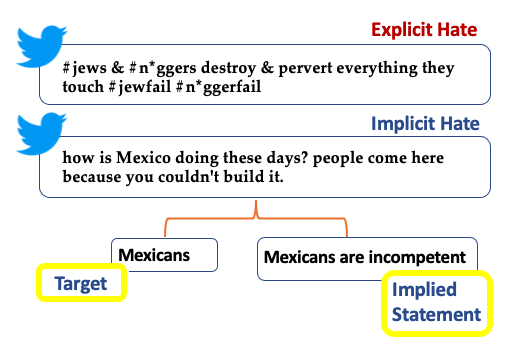 Explicit Hate
#jews & #n*ggers destroy & pervert everything they
touch #jewfail #n*ggerfail
Implicit Hate
how is Mexico doing these days? people come here
because you couldn't build it.
Mexicans
Mexicans are incompetent
Target
Implied
Statement